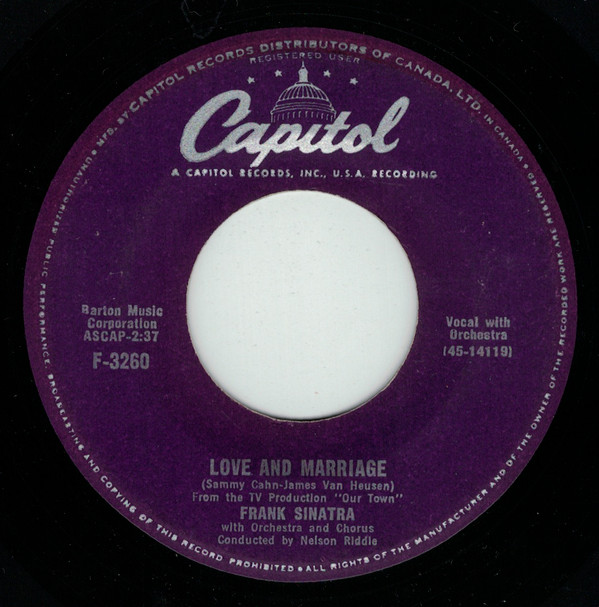 MFG. BY CAPITOL RECORDS DISTRIBUTORS OF CANADA, LTD. IN CANADA • ALL RIGHTS OF THE MANUFACTURER AND OF THE OWNER OF THE RECORDED WORK ARE RESERVED
UNAUTHORIZED PUBLIC PERFORMANCE, BROADCASTING AND COPYING OF THIS RECORD PROHIBITED •
REGISTERED USER
Capitol
A CAPITOL RECORDS, INC., U.S.A. RECORDING
Barton Music
Corporation
ASCAP-2:37
F-3260
Vocal with
Orchestra
(45-14119)
LOVE AND MARRIAGE
(Sammy Cahn-James Van Heusen)
From the TV Production "Our Town"
FRANK SINATRA
with Orchestra and Chorus
Conducted by Nelson Riddle